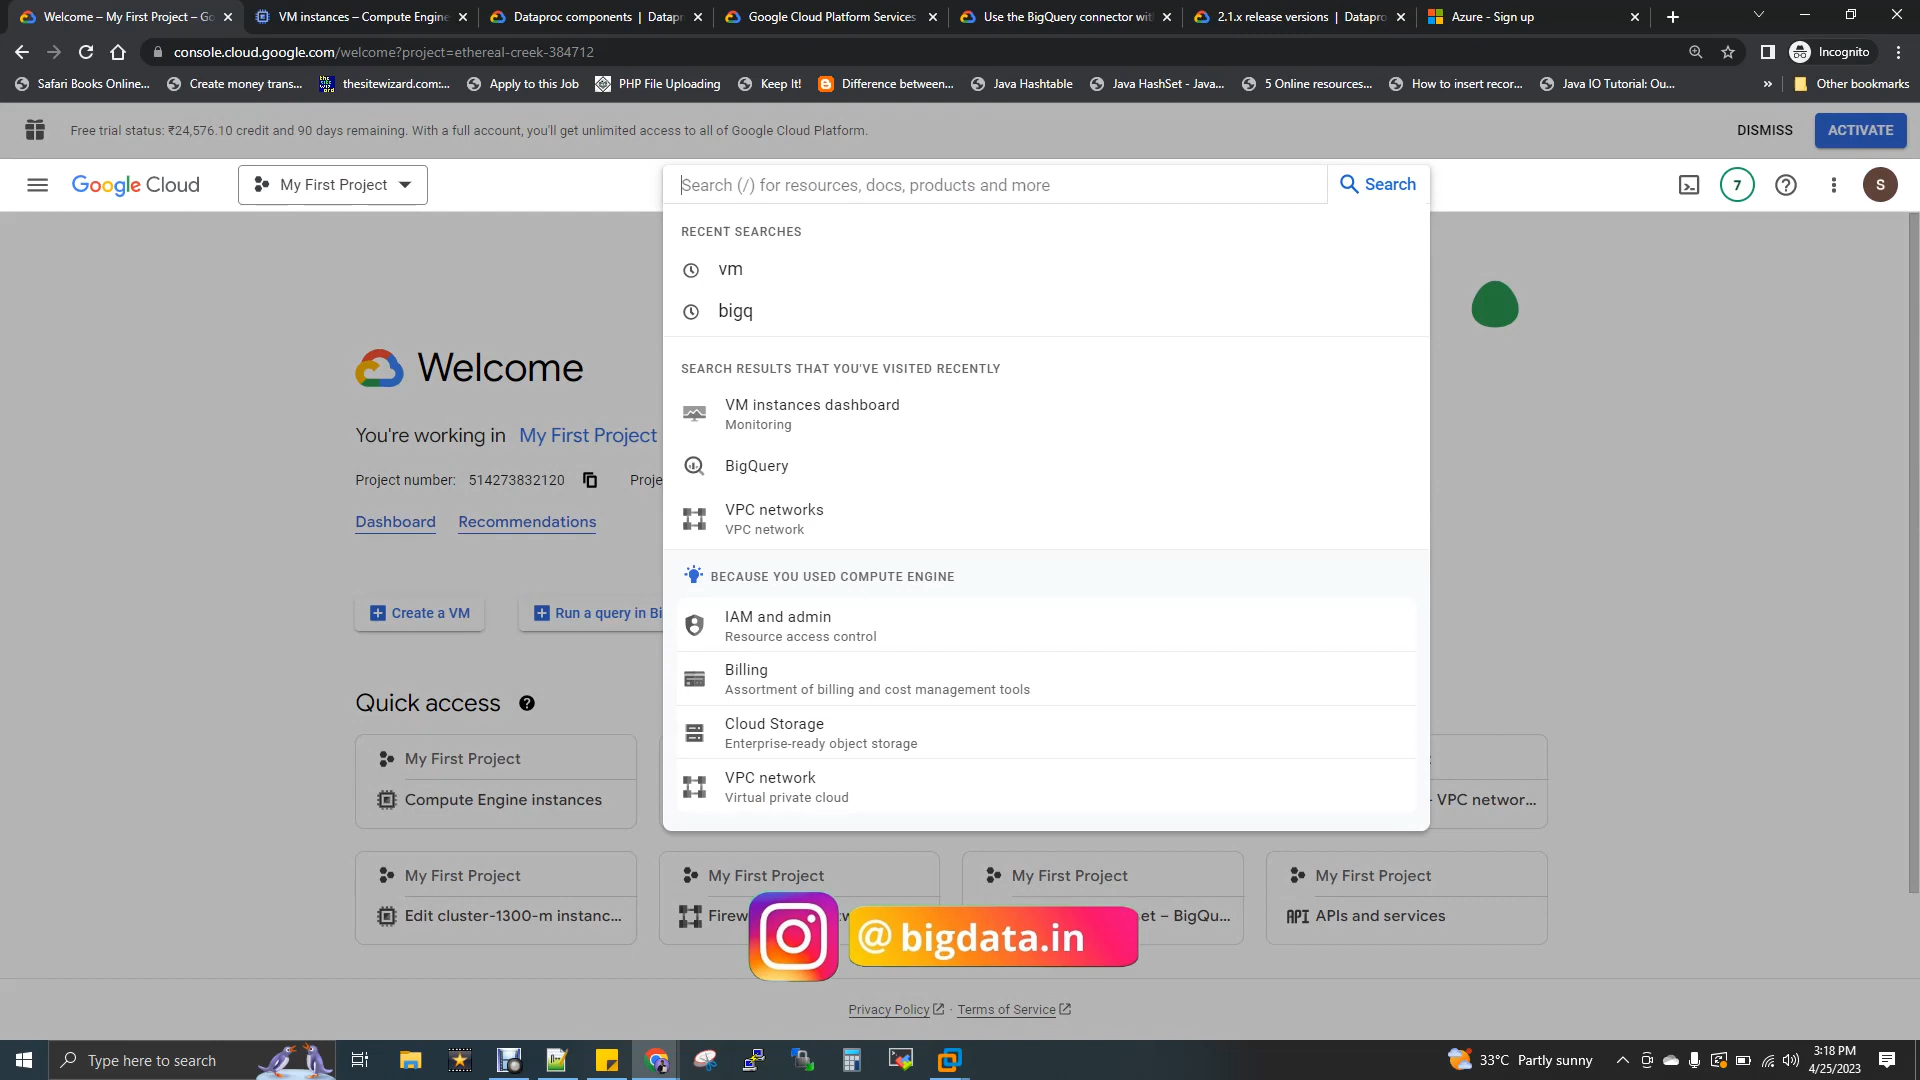 Welcome – My First Project – Go
VM instances – Compute Engine
Dataproc components | Datapr
Google Cloud Platform Services
Use the BigQuery connector wit
2.1.x release versions | Datapro
Azure - Sign up
console.cloud.google.com/welcome?project=ethereal-creek-384712
Incognito
Safari Books Online...
Create money trans...
thesitewizard.com:...
Apply to this Job
PHP File Uploading
Keep It!
Difference between...
Java Hashtable
Java HashSet - Java...
5 Online resources...
How to insert recor...
Java IO Tutorial: Ou...
Other bookmarks
Free trial status: ₹24,576.10 credit and 90 days remaining. With a full account, you'll get unlimited access to all of Google Cloud Platform.
DISMISS
ACTIVATE
Google Cloud
My First Project
Search (/) for resources, docs, products and more
Search
7
S
RECENT SEARCHES
vm
bigq
SEARCH RESULTS THAT YOU'VE VISITED RECENTLY
VM instances dashboard
Monitoring
BigQuery
VPC networks
VPC network
BECAUSE YOU USED COMPUTE ENGINE
IAM and admin
Resource access control
Billing
Assortment of billing and cost management tools
Cloud Storage
Enterprise-ready object storage
VPC network
Virtual private cloud
Welcome
You're working in My First Project
Project number: 514273832120
Proje
Dashboard
Recommendations
Create a VM
Run a query in Bi
Quick access
My First Project
Compute Engine instances
- VPC networ...
My First Project
Edit cluster-1300-m instanc...
My First Project
Firew
My First Project
et – BigQu...
My First Project
API APIs and services
@ bigdata.in
Privacy Policy · Terms of Service
Type here to search
33°C Partly sunny
3:18 PM
4/25/2023